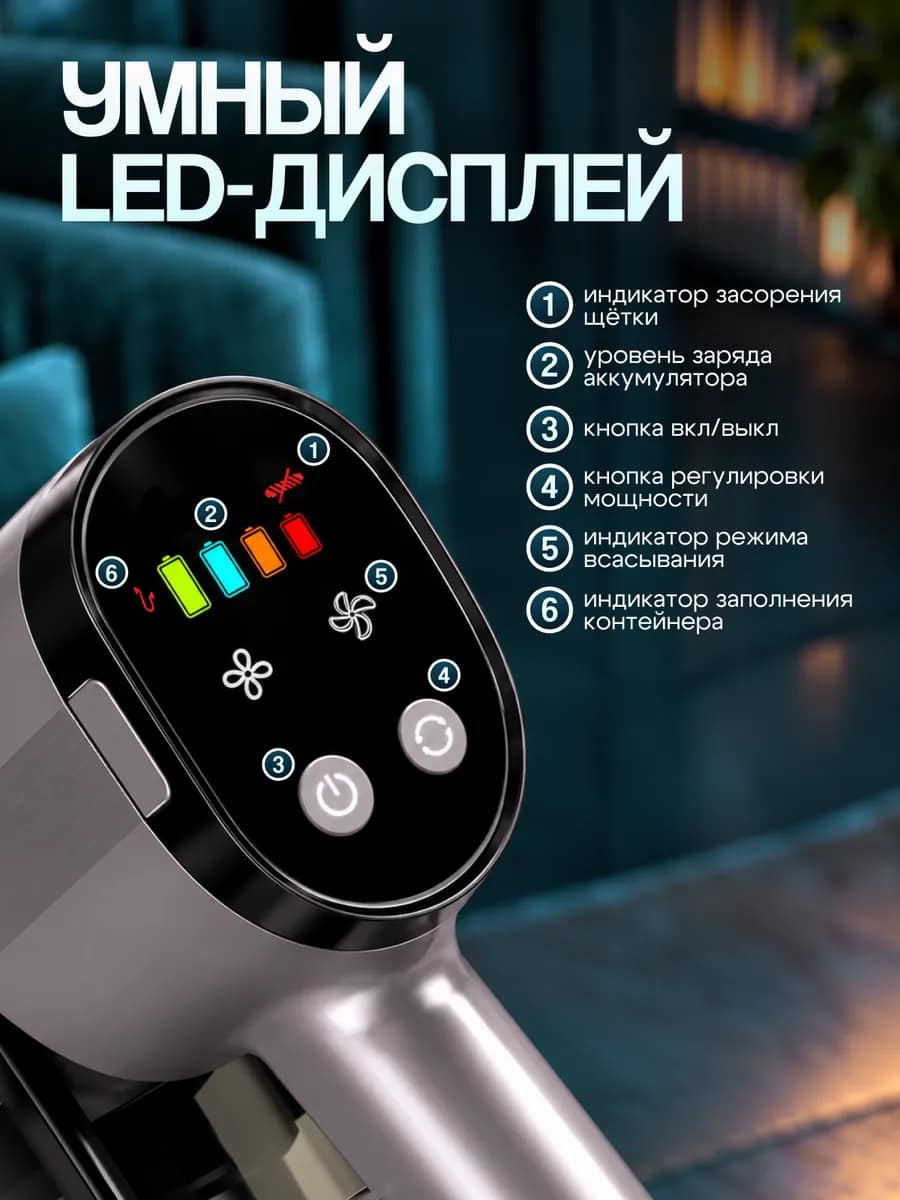 УМНЫЙ
LED-ДИСПЛЕЙ
1 индикатор засорения
щётки
2 уровень заряда
аккумулятора
3 кнопка вкл/выкл
4 кнопка регулировки
мощности
5 индикатор режима
всасывания
6 индикатор заполнения
контейнера
1
2
6
5
4
3